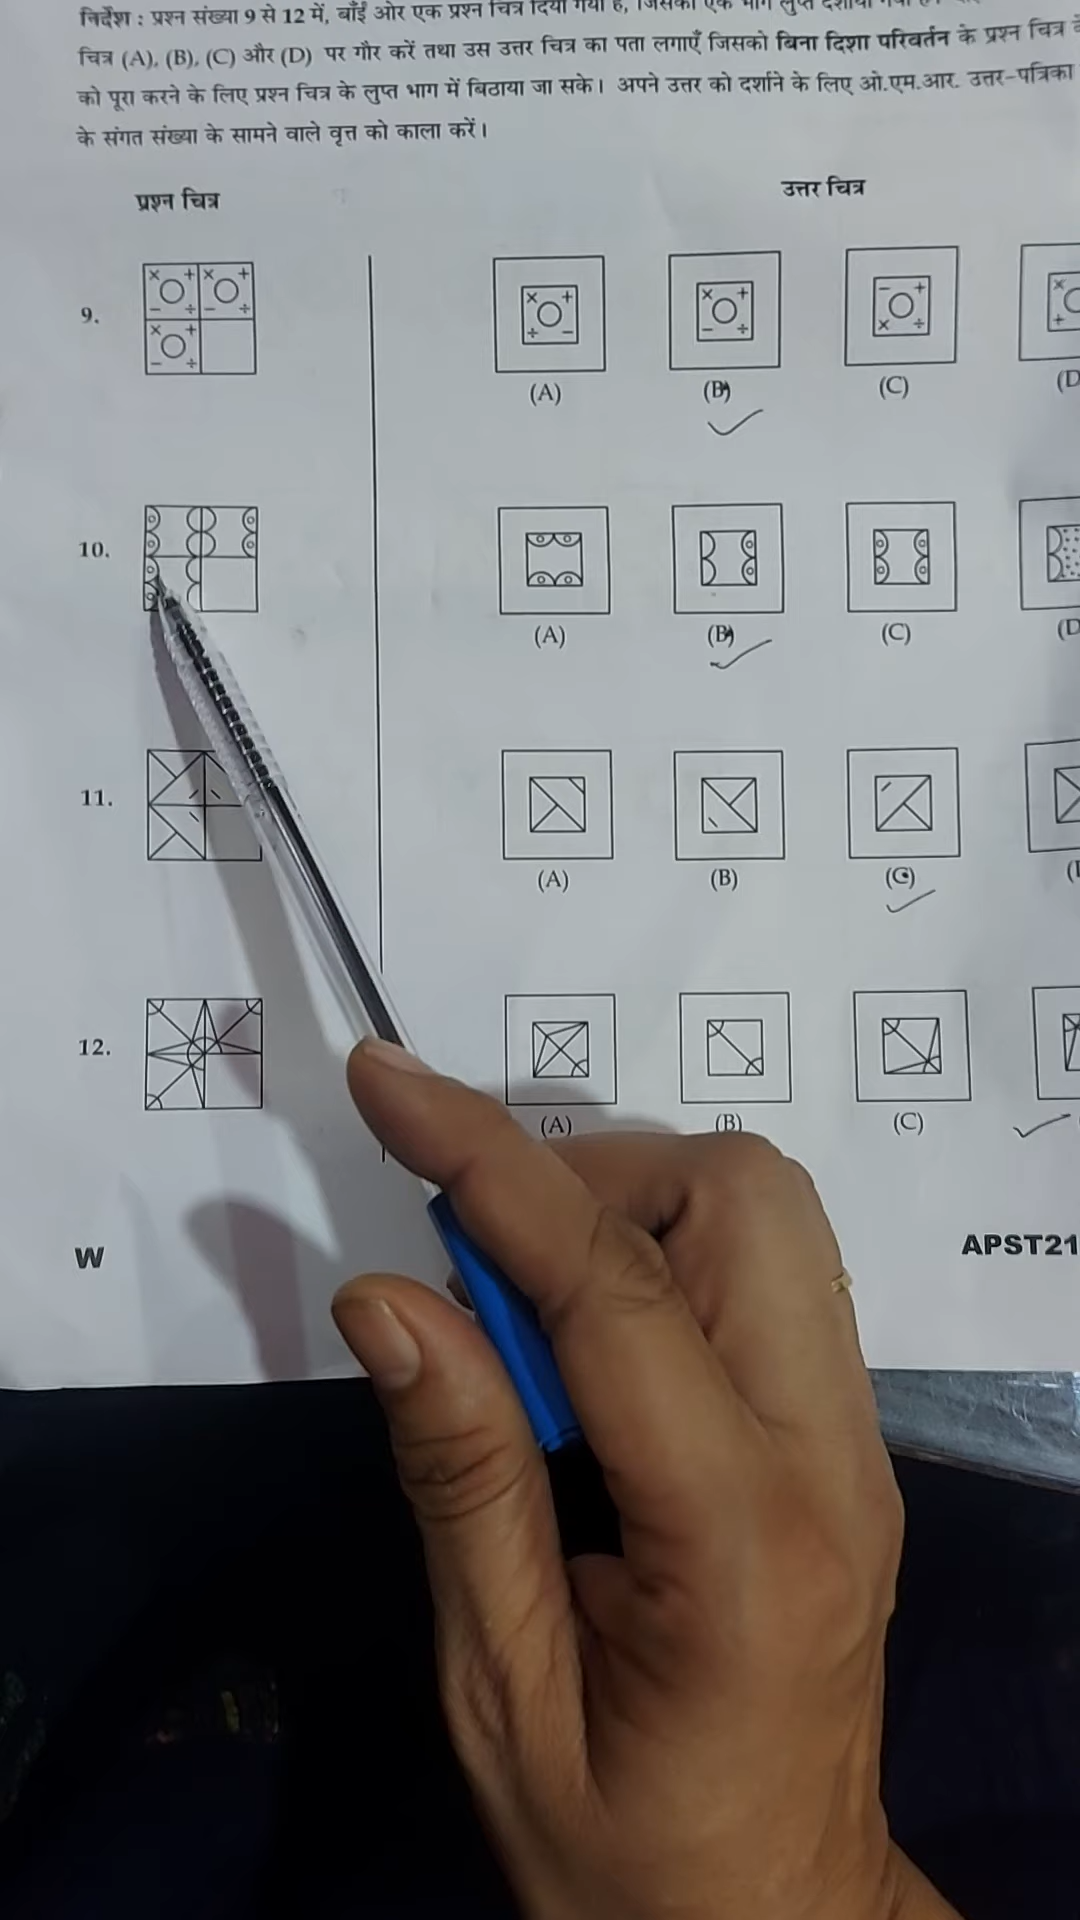 निर्देश : प्रश्न संख्या 9 से 12 में, बाँईं ओर एक प्रश्न चित्र दिया गया है, जिसका एक भाग लुप्त दर्शाया गया
चित्र (A), (B), (C) और (D) पर गौर करें तथा उस उत्तर चित्र का पता लगाएँ जिसको बिना दिशा परिवर्तन के प्रश्न चित्र
को पूरा करने के लिए प्रश्न चित्र के लुप्त भाग में बिठाया जा सके। अपने उत्तर को दर्शाने के लिए ओ.एम.आर. उत्तर-पत्रिका
के संगत संख्या के सामने वाले वृत्त को काला करें।
प्रश्न चित्र उत्तर चित्र
9.
(A) (B) (C) (D
10.
(A) (B) (C) (D
11.
(A) (B) (C)
12.
(A) (B) (C)
W APST21